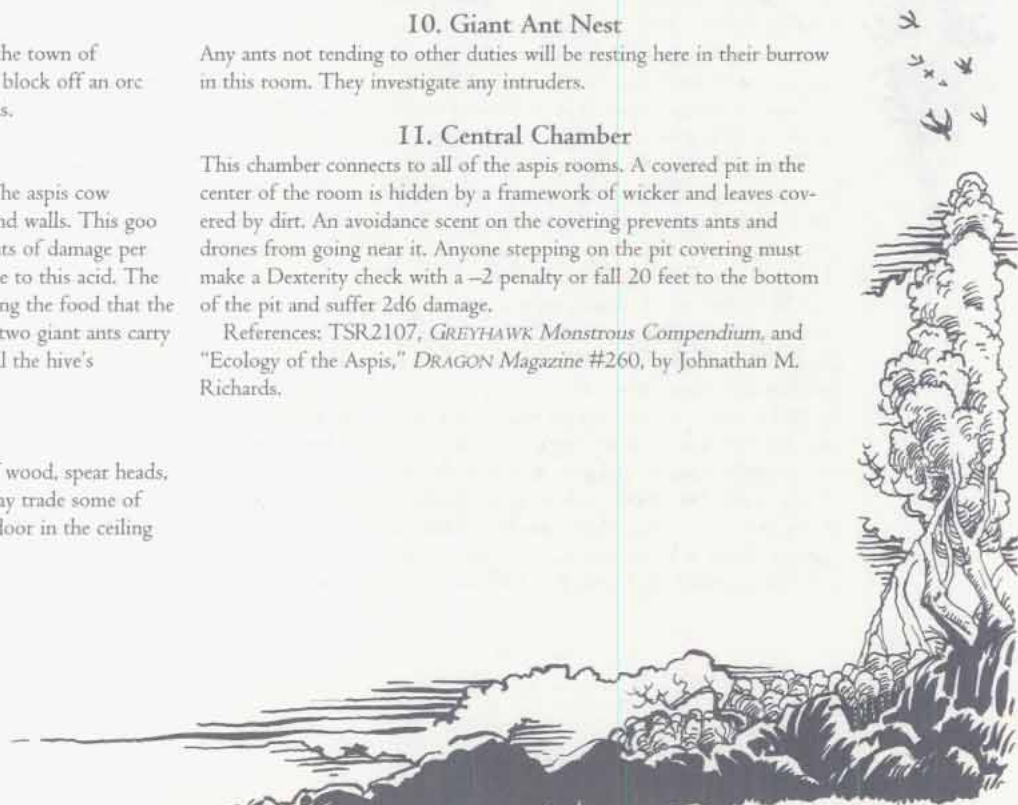 the town of
block off an orc
s.
he aspis cow
nd walls. This goo
ts of damage per
e to this acid. The
ng the food that the
two giant ants carry
l the hive's
wood, spear heads,
ay trade some of
loor in the ceiling
10. Giant Ant Nest
Any ants not tending to other duties will be resting here in their burrow
in this room. They investigate any intruders.
11. Central Chamber
This chamber connects to all of the aspis rooms. A covered pit in the
center of the room is hidden by a framework of wicker and leaves cov-
ered by dirt. An avoidance scent on the covering prevents ants and
drones from going near it. Anyone stepping on the pit covering must
make a Dexterity check with a –2 penalty or fall 20 feet to the bottom
of the pit and suffer 2d6 damage.
References: TSR2107, GREYHAWK Monstrous Compendium, and
"Ecology of the Aspis," DRAGON Magazine #260, by Johnathan M.
Richards.